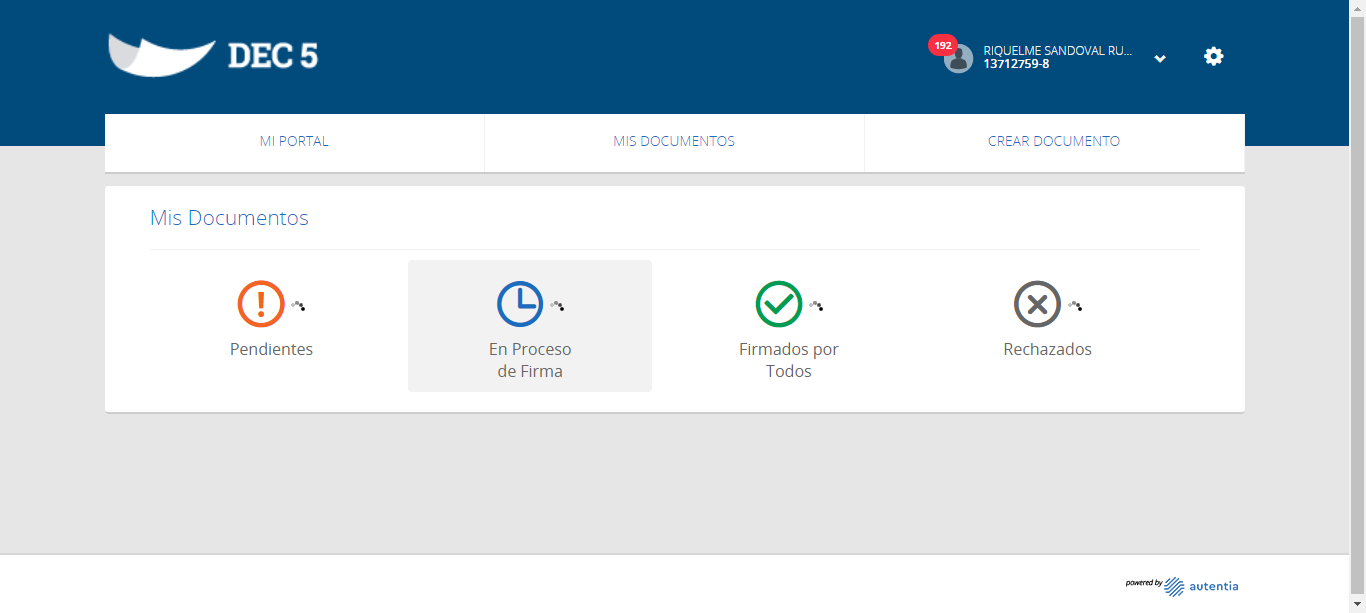 DEC 5
192
RIQUELME SANDOVAL RU...
13712759-8
MI PORTAL
MIS DOCUMENTOS
CREAR DOCUMENTO
Mis Documentos
Pendientes
En Proceso
de Firma
Firmados por
Todos
Rechazados
powered by autentia